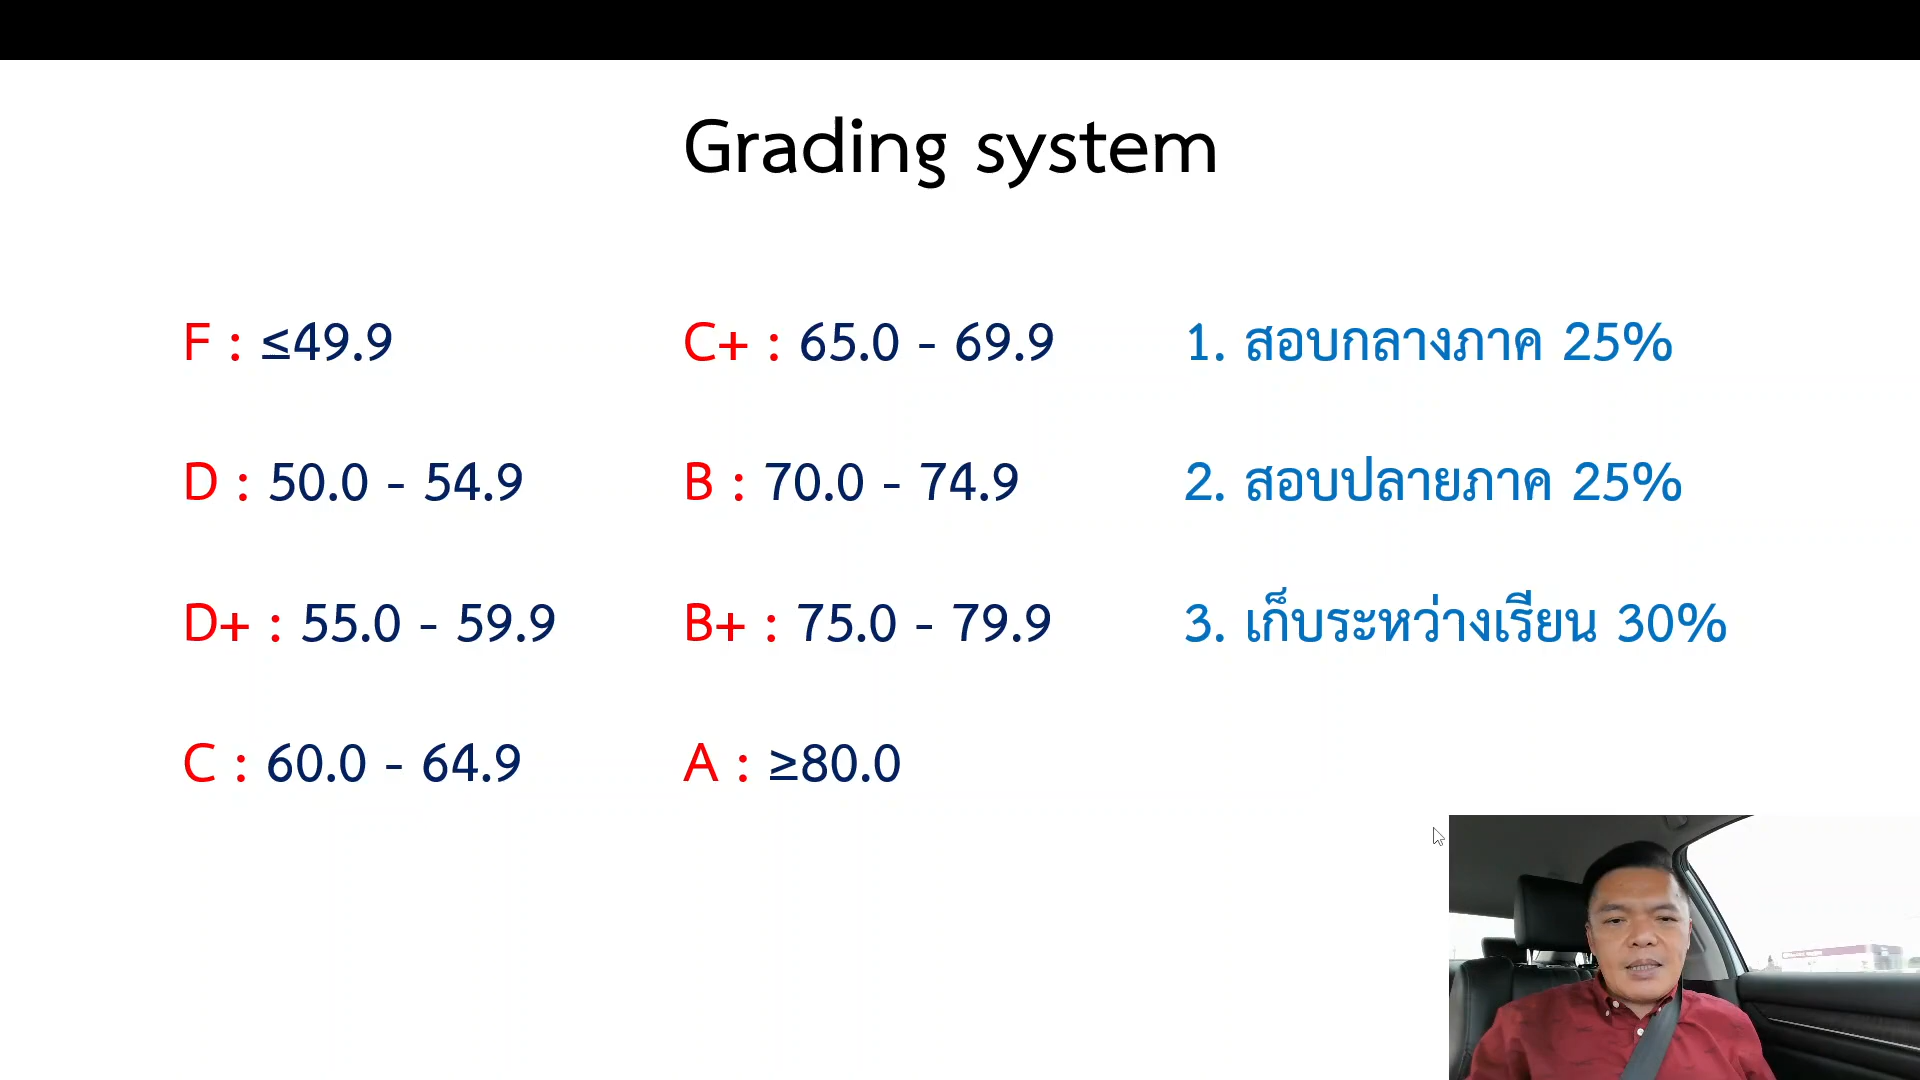 Grading system
F : ≤49.9
D : 50.0 - 54.9
D+ : 55.0 - 59.9
C : 60.0 - 64.9
C+ : 65.0 - 69.9
B : 70.0 - 74.9
B+ : 75.0 - 79.9
A : ≥80.0
1. สอบกลางภาค 25%
2. สอบปลายภาค 25%
3. เก็บระหว่างเรียน 30%